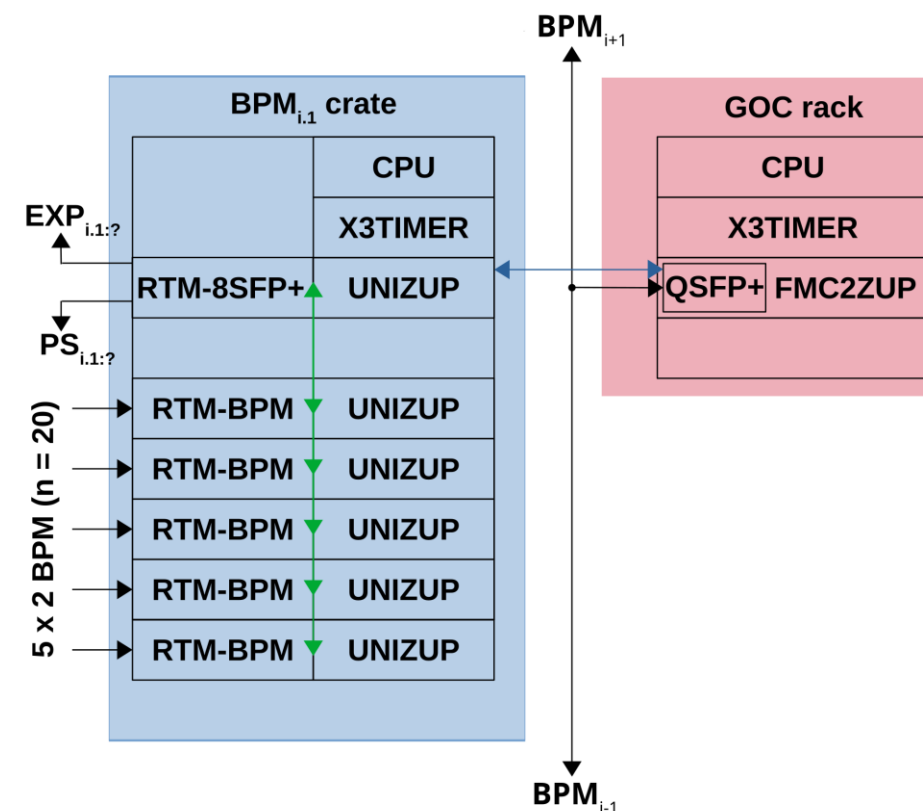 BPMi+1
BPMi.1 crate
GOC rack
CPU
CPU
X3TIMER
X3TIMER
EXPi.1:?
RTM-8SFP+ UNIZUP
QSFP+ FMC2ZUP
PSi.1:?
5 x 2 BPM (n = 20)
RTM-BPM UNIZUP
RTM-BPM UNIZUP
RTM-BPM UNIZUP
RTM-BPM UNIZUP
RTM-BPM UNIZUP
BPMi-1